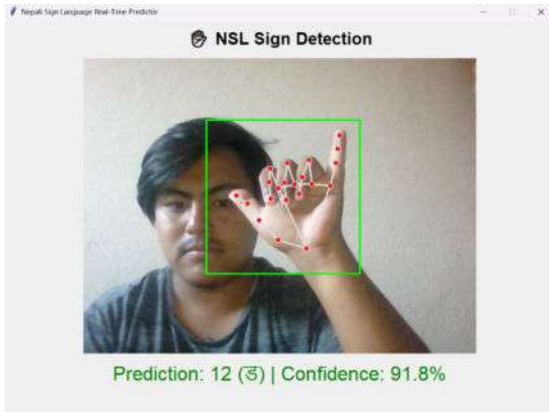 Nepali Sign Language Real-Time Predictor
NSL Sign Detection
Prediction: 12 (ड) | Confidence: 91.8%